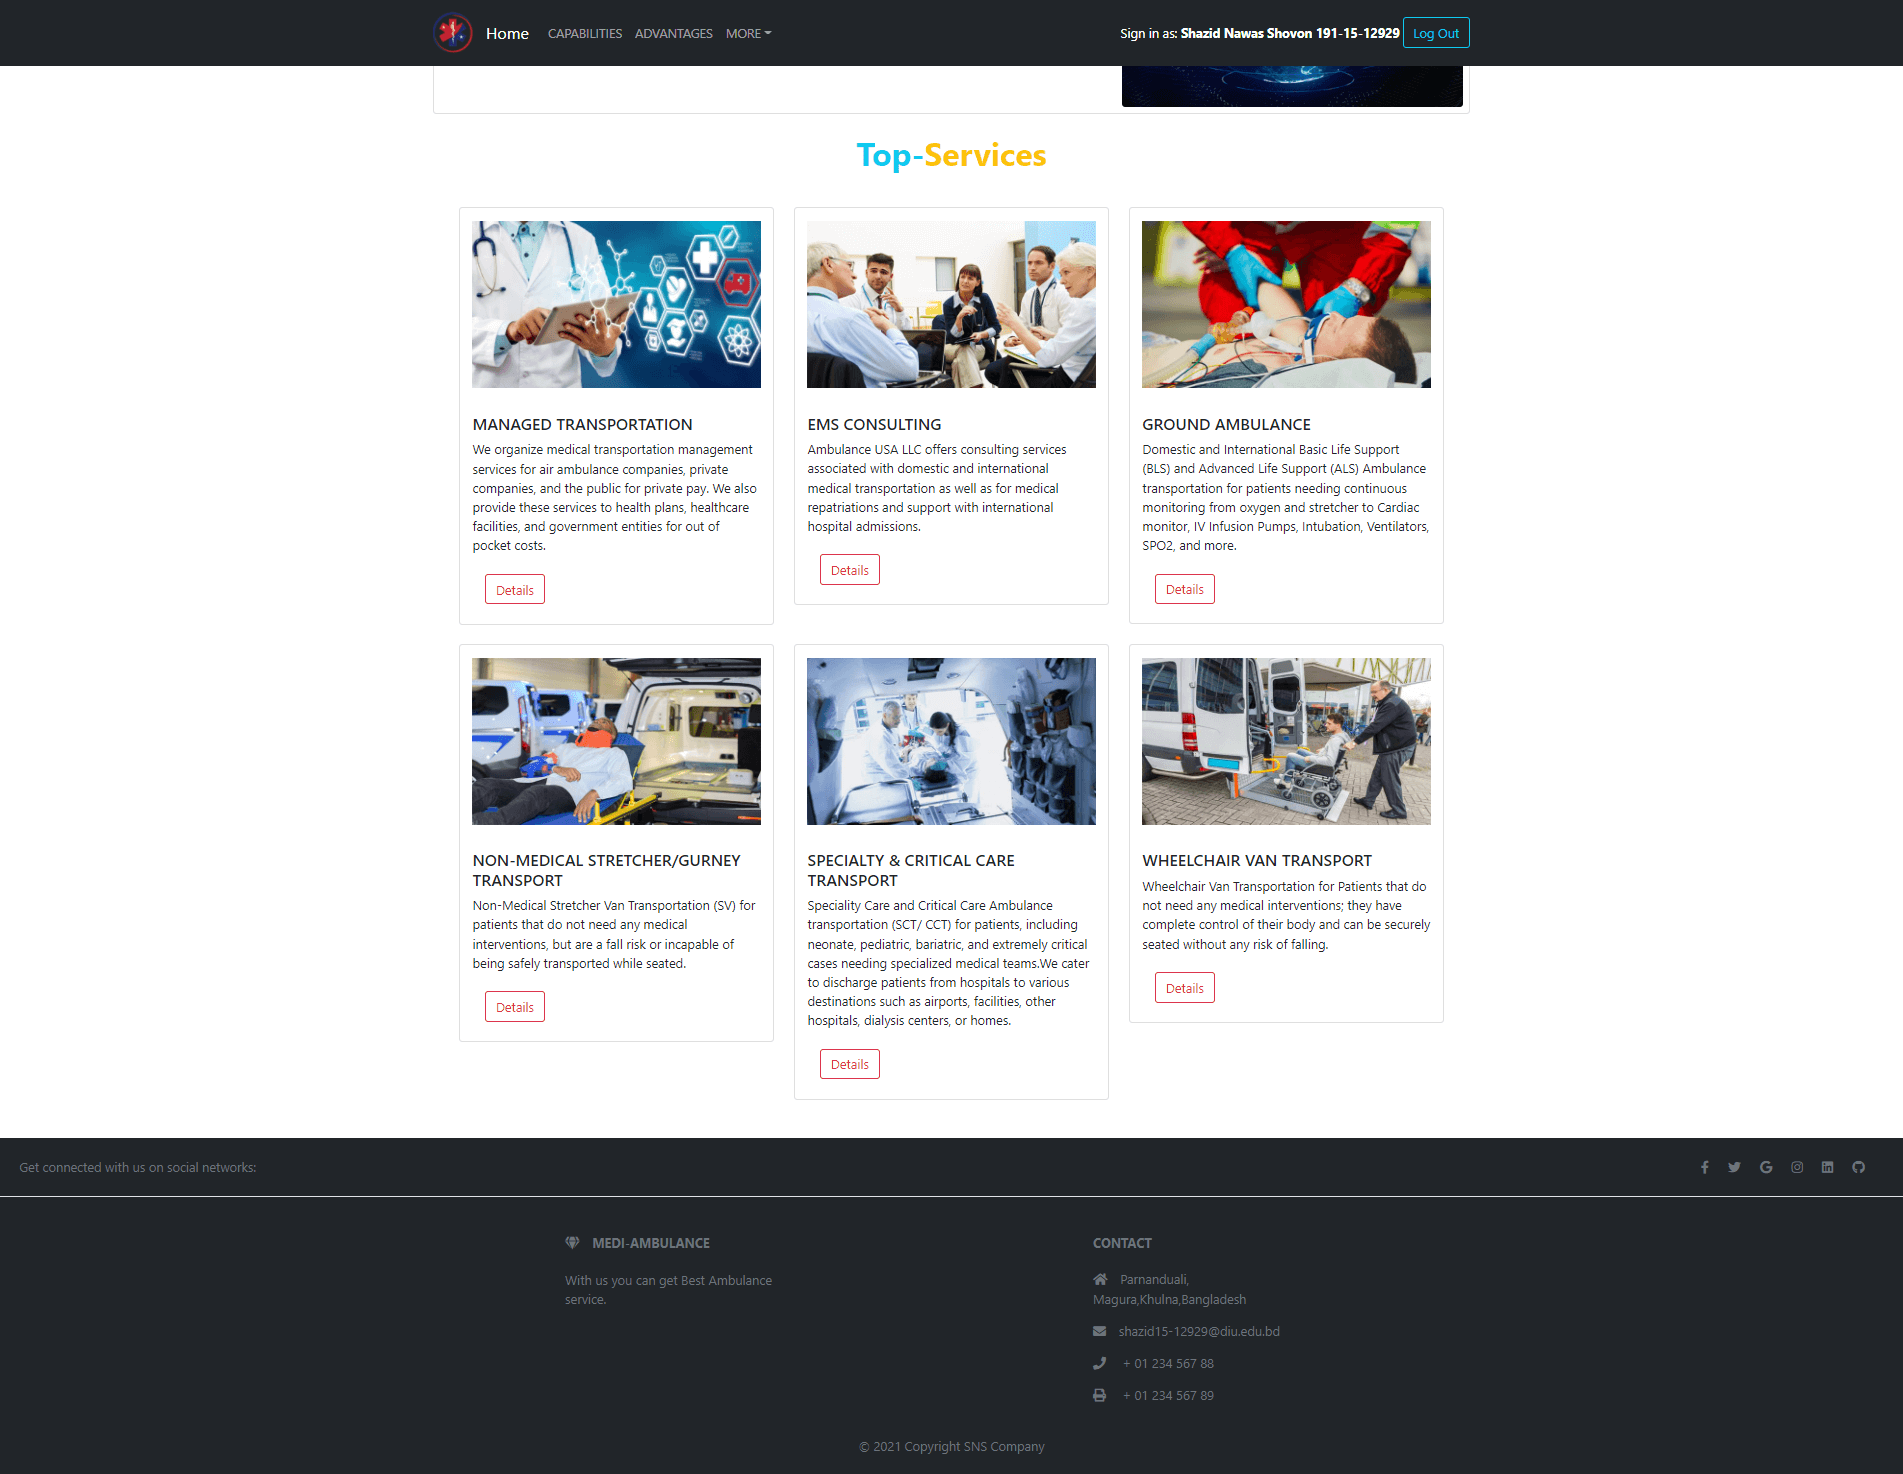 Home CAPABILITIES ADVANTAGES MORE Sign in as: Shazid Nawas Shovon 191-15-12929 Log Out
Top-Services
MANAGED TRANSPORTATION
We organize medical transportation management
services for air ambulance companies, private
companies, and the public for private pay. We also
provide these services to health plans, healthcare
facilities, and government entities for out of
pocket costs.
Details
EMS CONSULTING
Ambulance USA LLC offers consulting services
associated with domestic and international
medical transportation as well as for medical
repatriations and support with international
hospital admissions.
Details
GROUND AMBULANCE
Domestic and International Basic Life Support
(BLS) and Advanced Life Support (ALS) Ambulance
transportation for patients needing continuous
monitoring from oxygen and stretcher to Cardiac
monitor, IV Infusion Pumps, Intubation, Ventilators,
SPO2, and more.
Details
NON-MEDICAL STRETCHER/GURNEY
TRANSPORT
Non-Medical Stretcher Van Transportation (SV) for
patients that do not need any medical
interventions, but are a fall risk or incapable of
being safely transported while seated.
Details
SPECIALTY & CRITICAL CARE
TRANSPORT
Speciality Care and Critical Care Ambulance
transportation (SCT/ CCT) for patients, including
neonate, pediatric, bariatric, and extremely critical
cases needing specialized medical teams.We cater
to discharge patients from hospitals to various
destinations such as airports, facilities, other
hospitals, dialysis centers, or homes.
Details
WHEELCHAIR VAN TRANSPORT
Wheelchair Van Transportation for Patients that do
not need any medical interventions; they have
complete control of their body and can be securely
seated without any risk of falling.
Details
Get connected with us on social networks:
MEDI-AMBULANCE
With us you can get Best Ambulance
service.
CONTACT
Parnanduali,
Magura,Khulna,Bangladesh
shazid15-12929@diu.edu.bd
+ 01 234 567 88
+ 01 234 567 89
© 2021 Copyright SNS Company